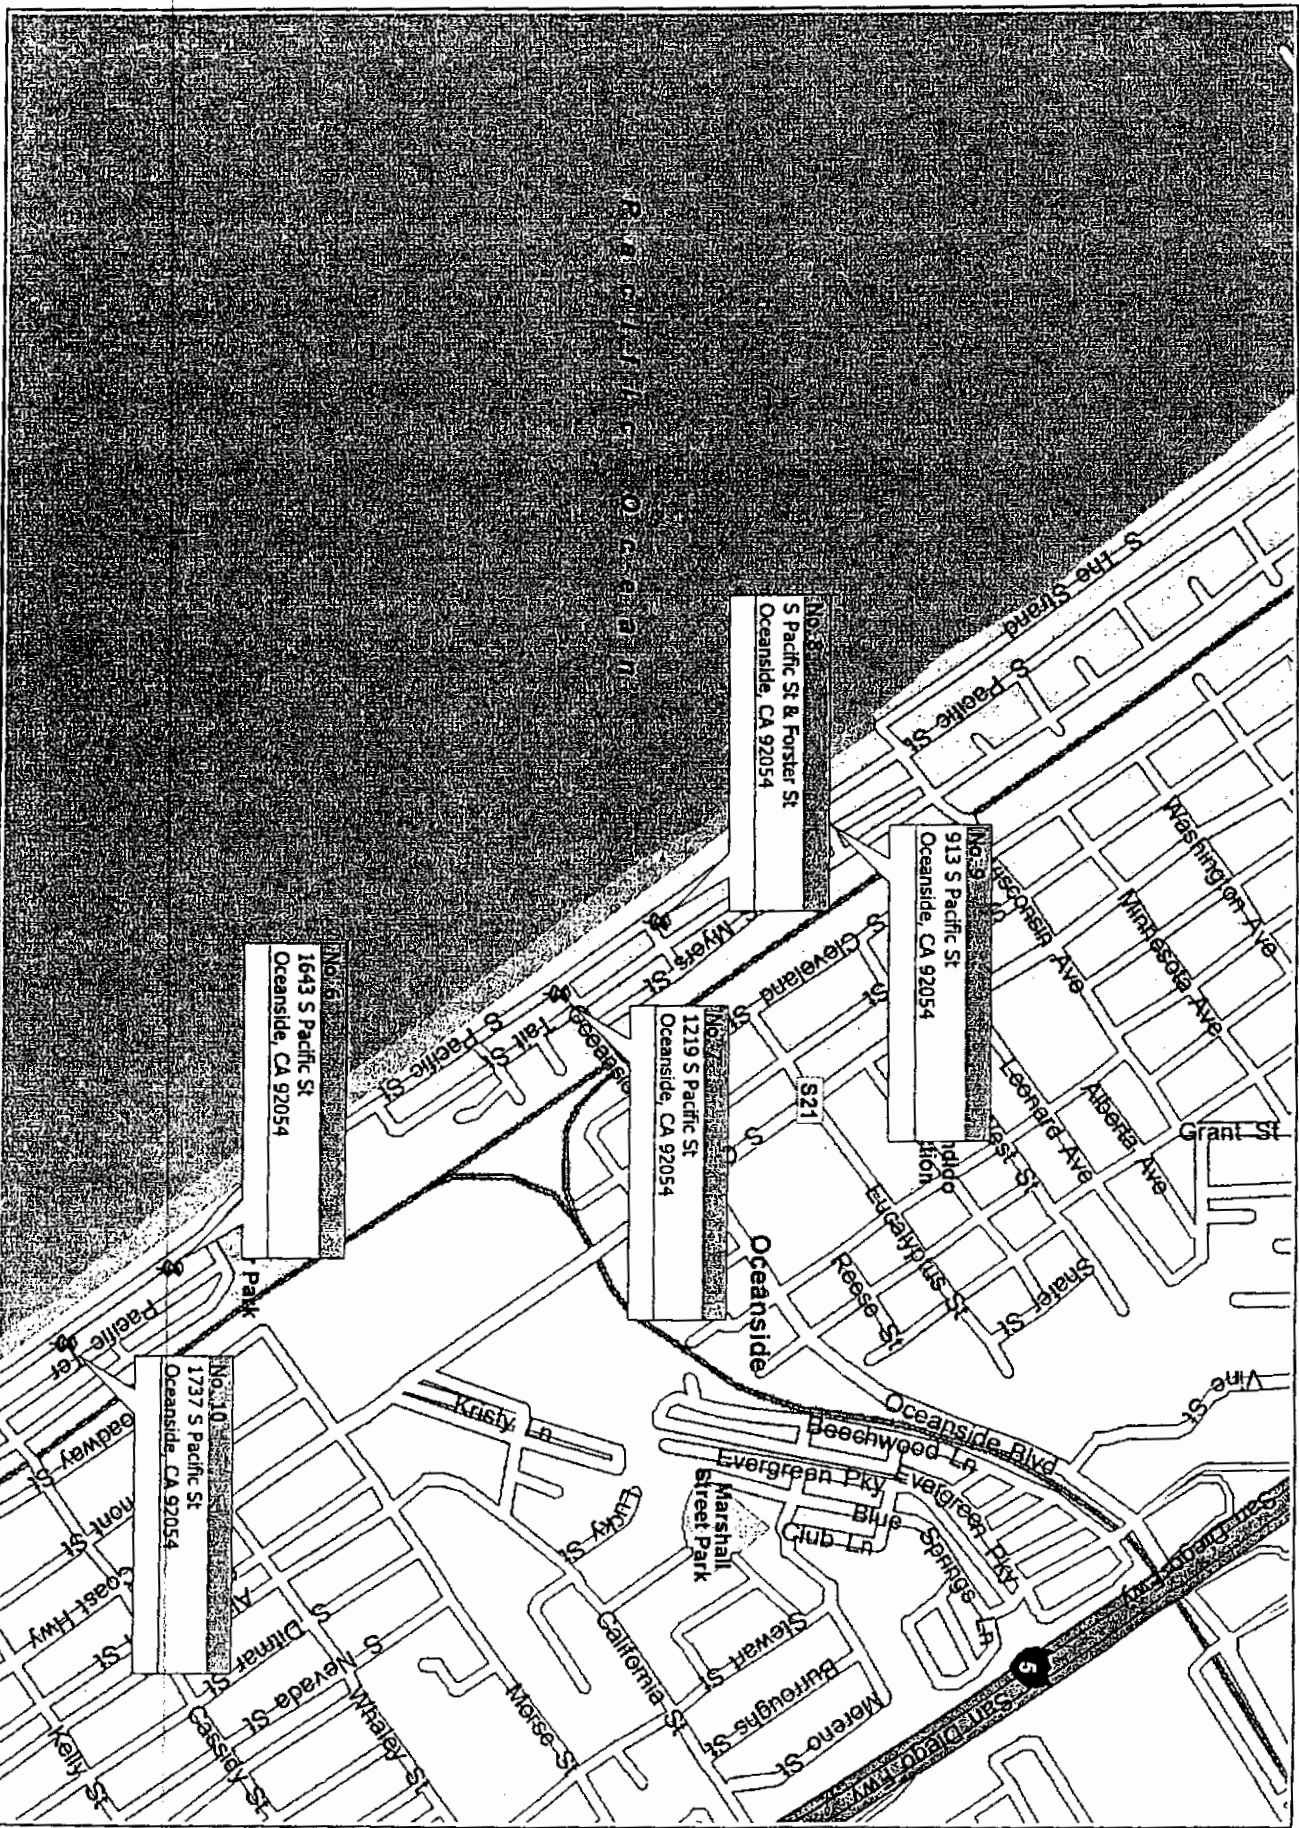 Pacific Ocean
S The Strand
S Pacific St
Washington Ave
Minnesota Ave
Grant St
No. 9
913 S Pacific St
Oceanside, CA 92054
No. 8
S Pacific St & Forster St
Oceanside, CA 92054
Alberta Ave
Leonard Ave
S Cleveland St
S Myers St
S21
Eucalyptus St
Reese St
Shafer St
Vine St
No. 7
1219 S Pacific St
Oceanside, CA 92054
Oceanside
S Pacific St
Tait St
Oceanside Blvd
Beechwood Ln
Evergreen Pky
Evergreen Pky
Blue Springs Ln
Club Ln
Marshall
Street Park
Kristy Ln
Lucky St
San Diego Fwy
5
San Diego Fwy
No. 6
1643 S Pacific St
Oceanside, CA 92054
Park
Pacific Ter
No. 10
1737 S Pacific St
Oceanside, CA 92054
Stewart St
Burroughs St
Moreno St
California St
Morse St
Whaley St
S Nevada St
S Ditmar St
Cassidy St
Kelly St
Coast Hwy